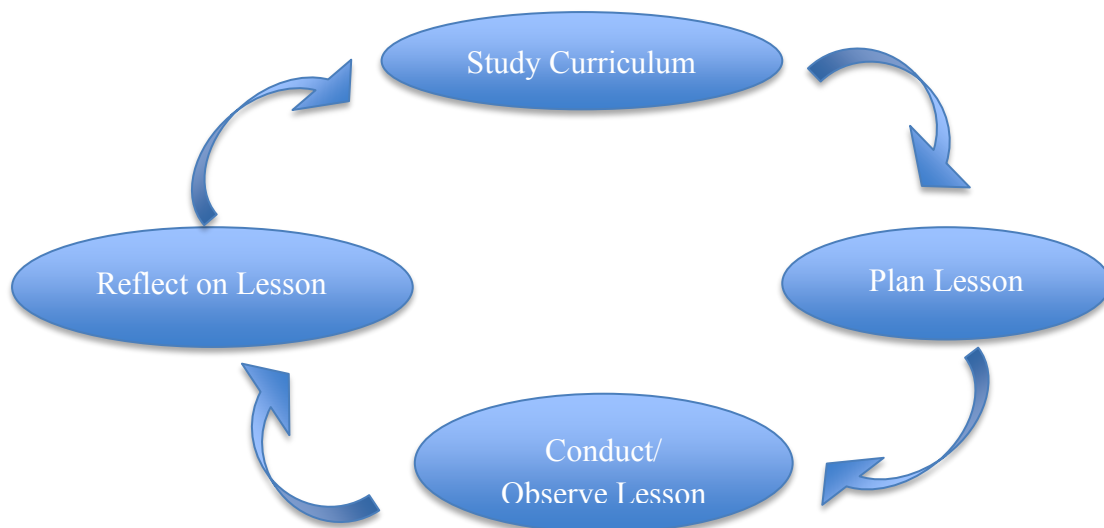 Study Curriculum
Plan Lesson
Conduct/
Observe Lesson
Reflect on Lesson